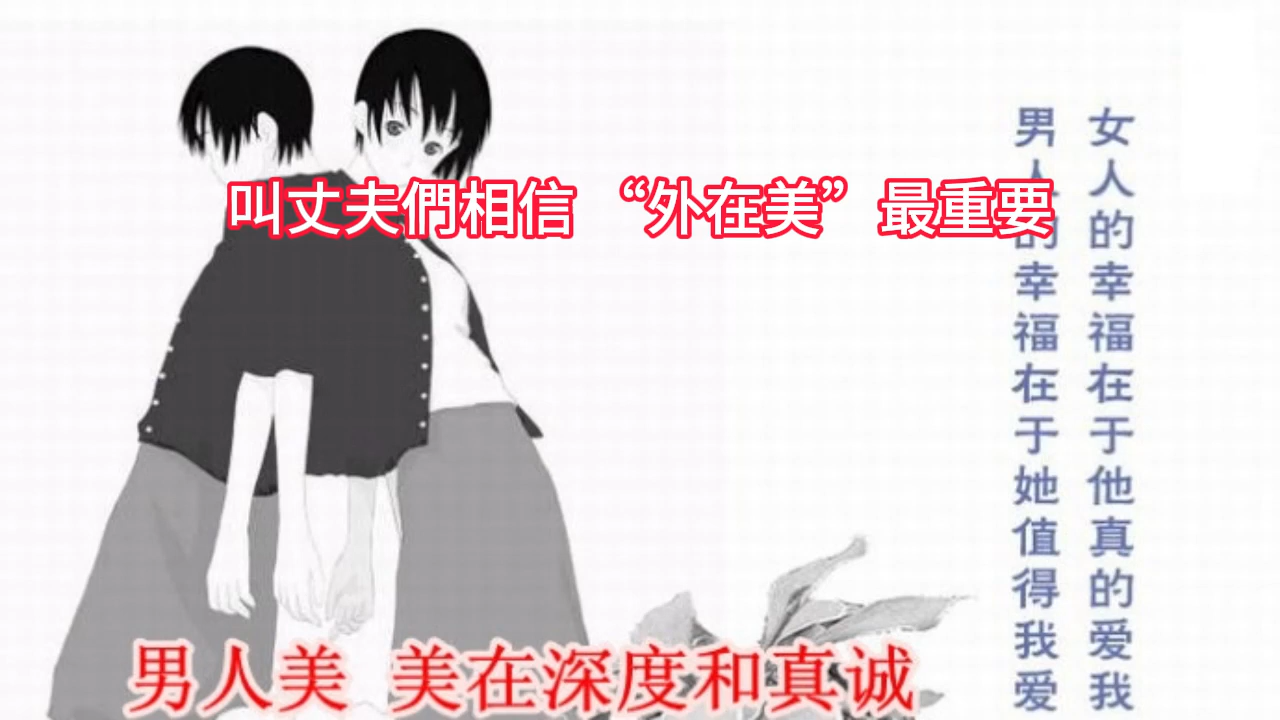 叫丈夫們相信 “外在美” 最重要
女人的幸福在于他真的爱我
男人的幸福在于她值得我爱
男人美 美在深度和真诚